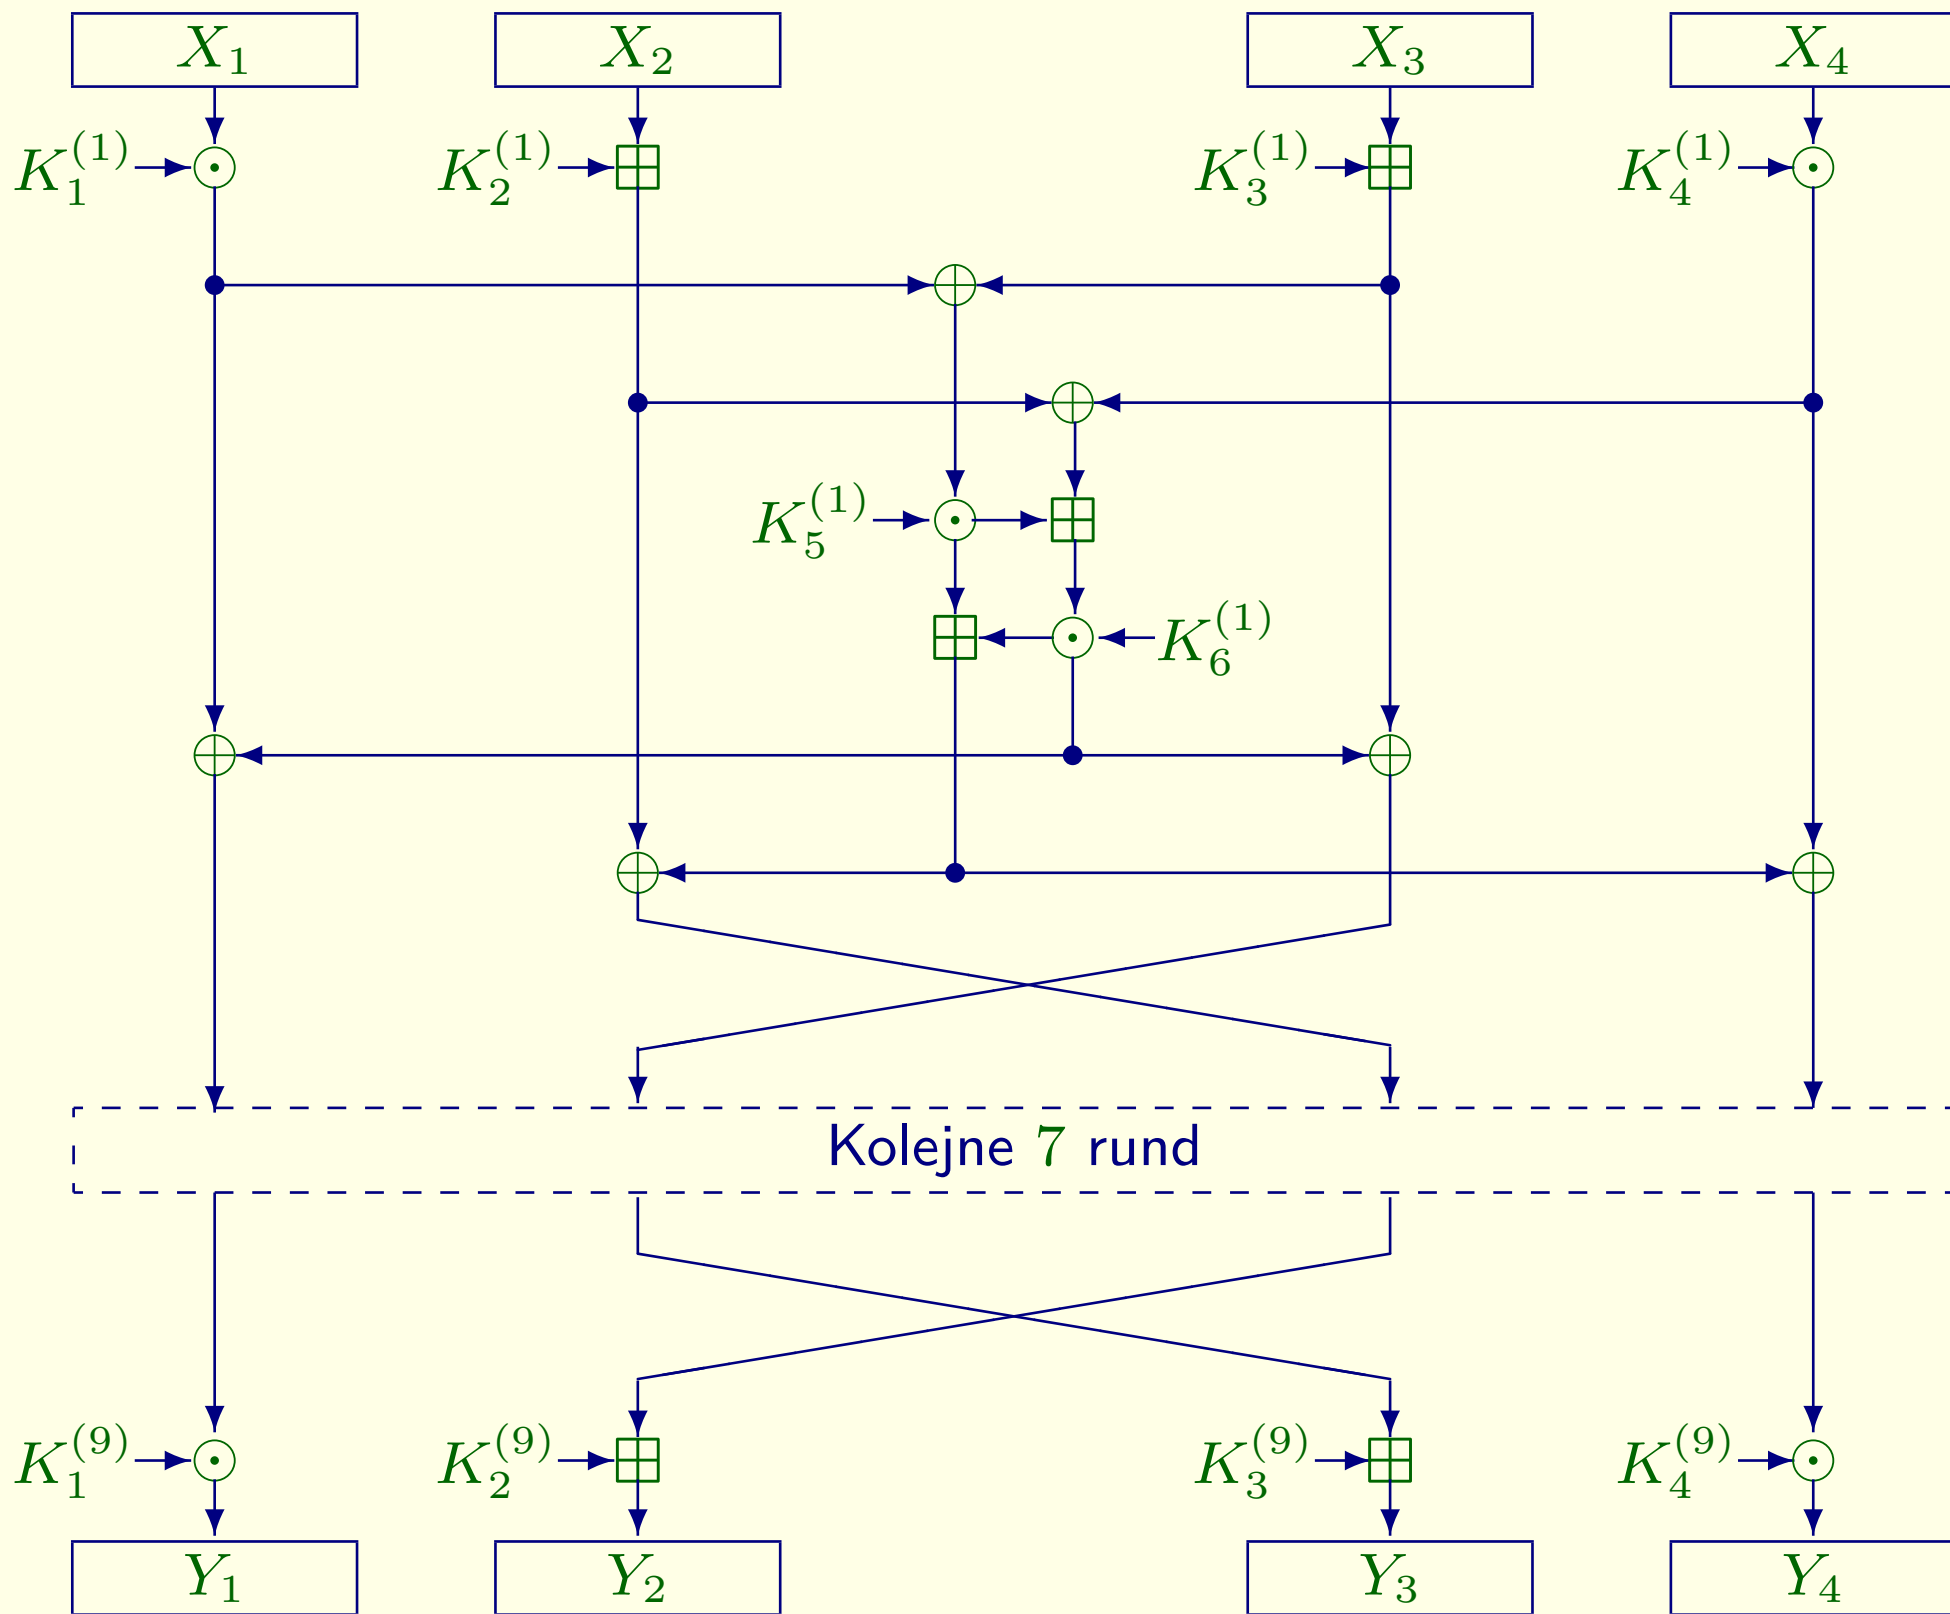 X₁ X₂ X₃ X₄
K₁⁽¹⁾ K₂⁽¹⁾ K₃⁽¹⁾ K₄⁽¹⁾
K₅⁽¹⁾
K₆⁽¹⁾
Kolejne 7 rund
K₁⁽⁹⁾ K₂⁽⁹⁾ K₃⁽⁹⁾ K₄⁽⁹⁾
Y₁ Y₂ Y₃ Y₄